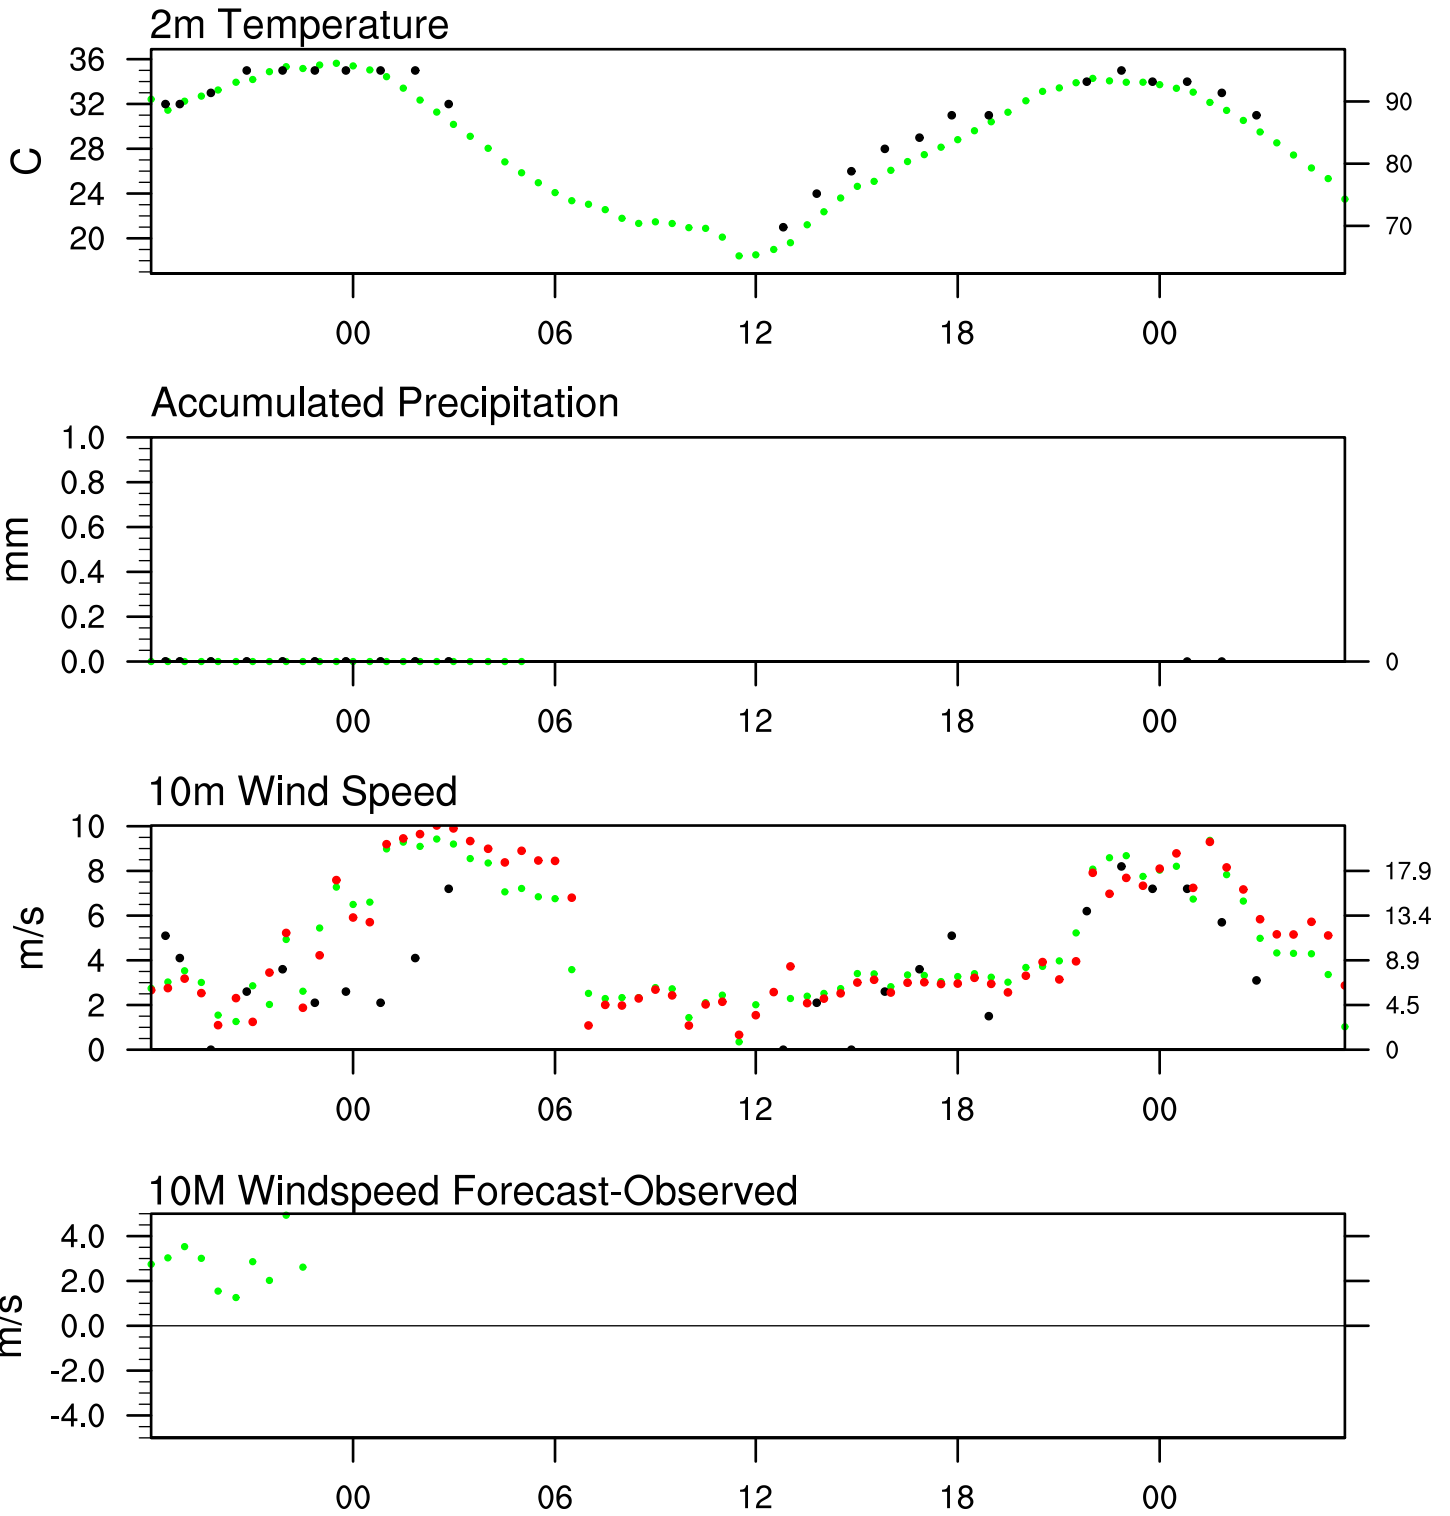 2m Temperature
36
32
28
24
20
C
90
80
70
00 06 12 18 00
Accumulated Precipitation
1.0
0.8
0.6
0.4
0.2
0.0
mm
0
00 06 12 18 00
10m Wind Speed
10
8
6
4
2
0
m/s
17.9
13.4
8.9
4.5
0
00 06 12 18 00
10M Windspeed Forecast-Observed
4.0
2.0
0.0
-2.0
-4.0
m/s
00 06 12 18 00